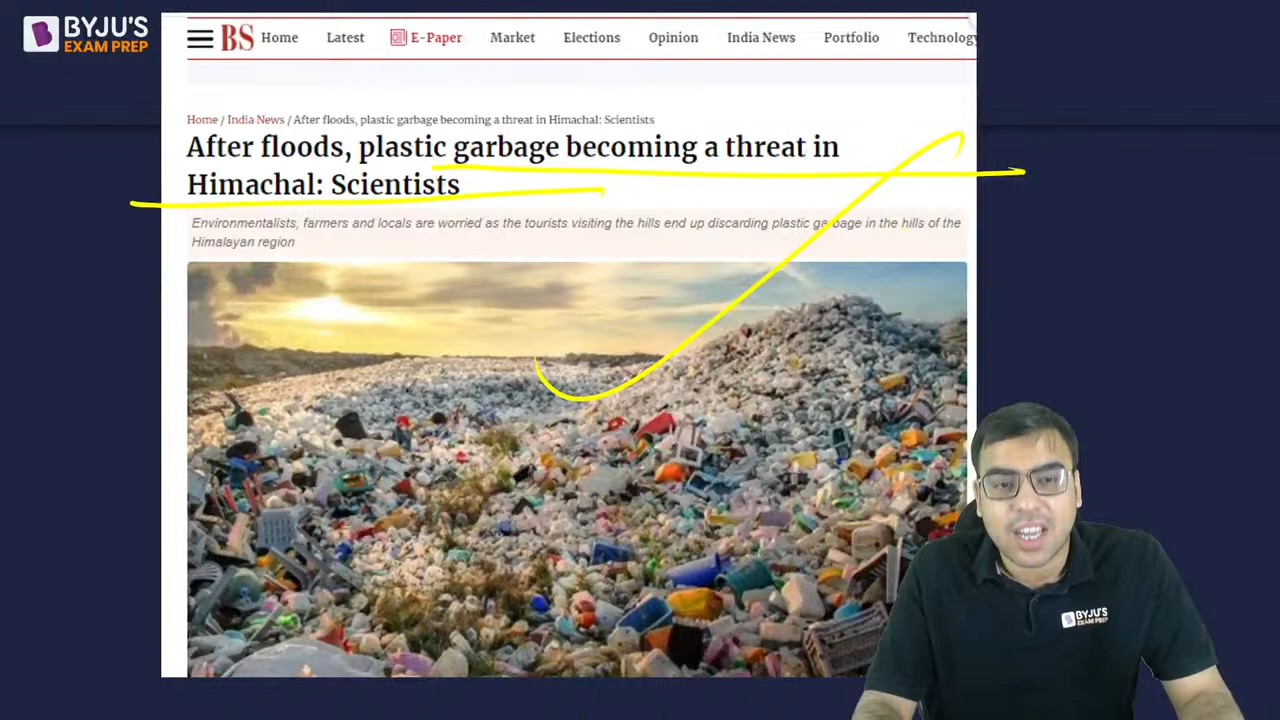 BYJU'S
EXAM PREP
BS Home Latest E-Paper Market Elections Opinion India News Portfolio Technology
Home / India News / After floods, plastic garbage becoming a threat in Himachal: Scientists
After floods, plastic garbage becoming a threat in
Himachal: Scientists
Environmentalists, farmers and locals are worried as the tourists visiting the hills end up discarding plastic garbage in the hills of the
Himalayan region
BYJU'S
EXAM PREP